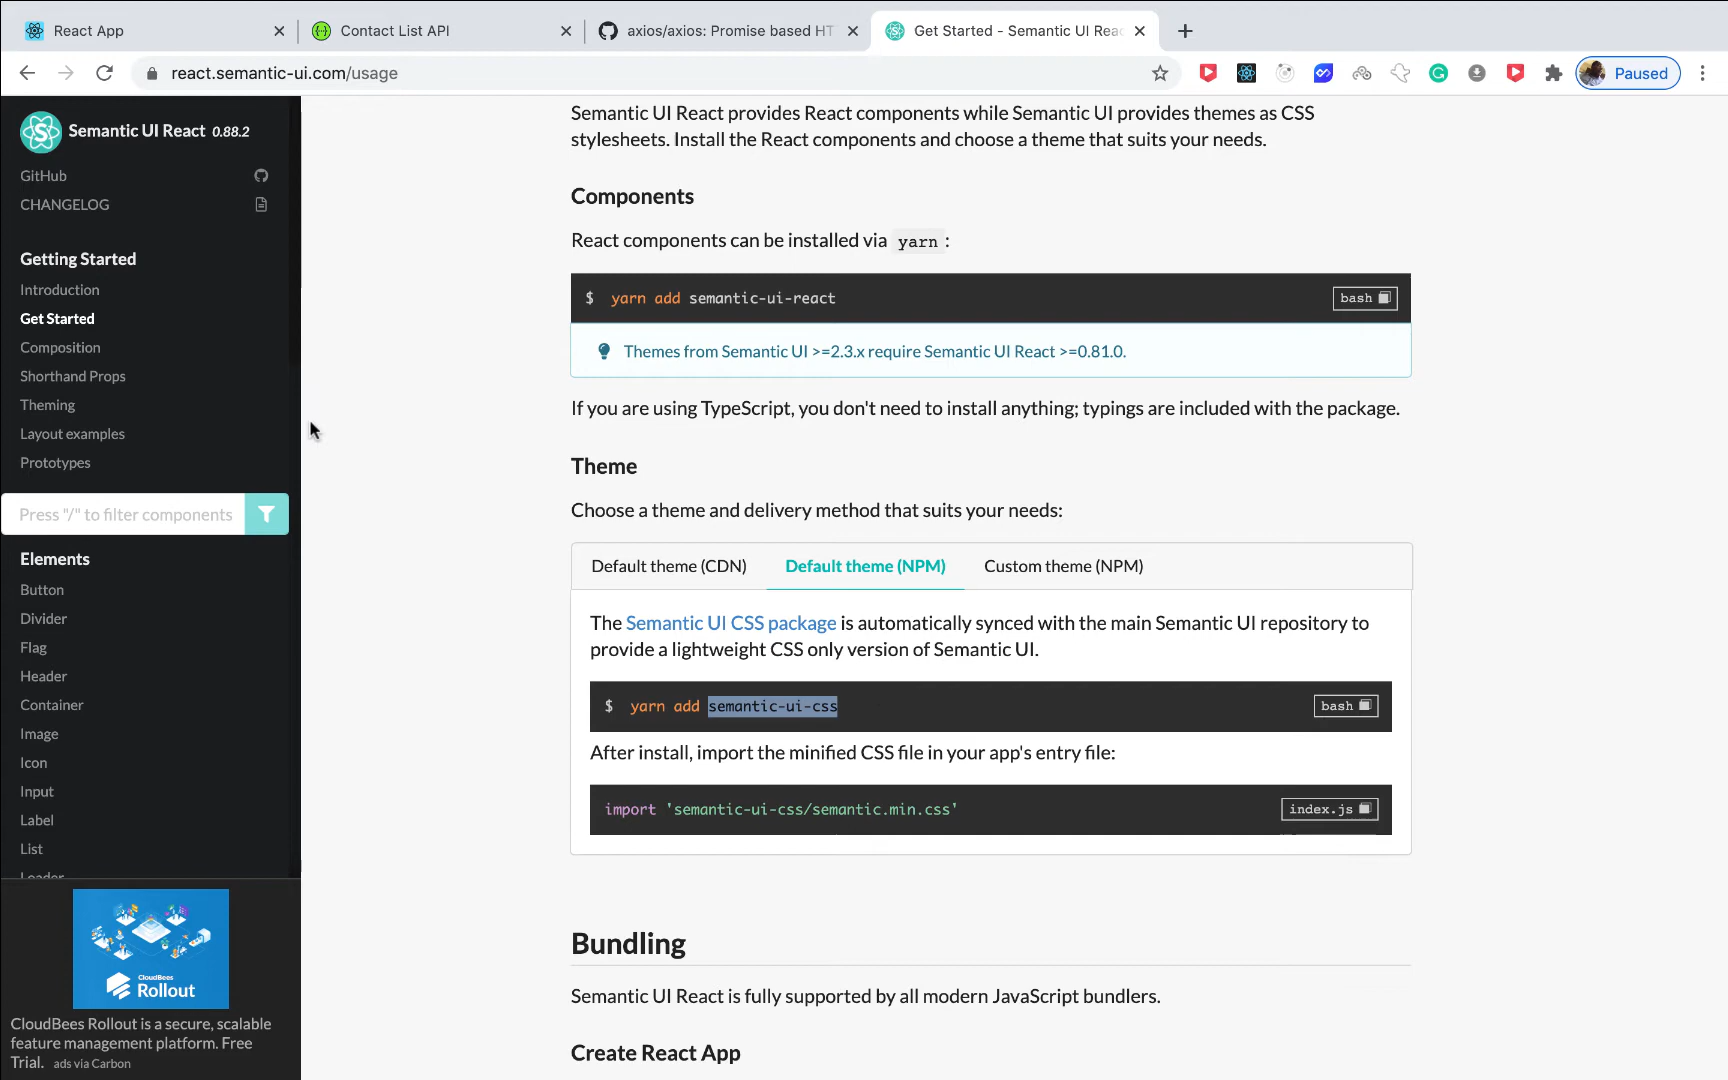 React App
Contact List API
axios/axios: Promise based HT
Get Started - Semantic UI Rea
react.semantic-ui.com/usage
Paused
Semantic UI React 0.88.2
GitHub
CHANGELOG
Getting Started
Introduction
Get Started
Composition
Shorthand Props
Theming
Layout examples
Prototypes
Press "/" to filter components
Elements
Button
Divider
Flag
Header
Container
Image
Icon
Input
Label
List
Loader
CloudBees
Rollout
CloudBees Rollout is a secure, scalable
feature management platform. Free
Trial. ads via Carbon
Semantic UI React provides React components while Semantic UI provides themes as CSS
stylesheets. Install the React components and choose a theme that suits your needs.
Components
React components can be installed via yarn :
$ yarn add semantic-ui-react
bash
Themes from Semantic UI >=2.3.x require Semantic UI React >=0.81.0.
If you are using TypeScript, you don't need to install anything; typings are included with the package.
Theme
Choose a theme and delivery method that suits your needs:
Default theme (CDN) Default theme (NPM) Custom theme (NPM)
The Semantic UI CSS package is automatically synced with the main Semantic UI repository to
provide a lightweight CSS only version of Semantic UI.
$ yarn add semantic-ui-css
bash
After install, import the minified CSS file in your app's entry file:
import 'semantic-ui-css/semantic.min.css'
index.js
Bundling
Semantic UI React is fully supported by all modern JavaScript bundlers.
Create React App